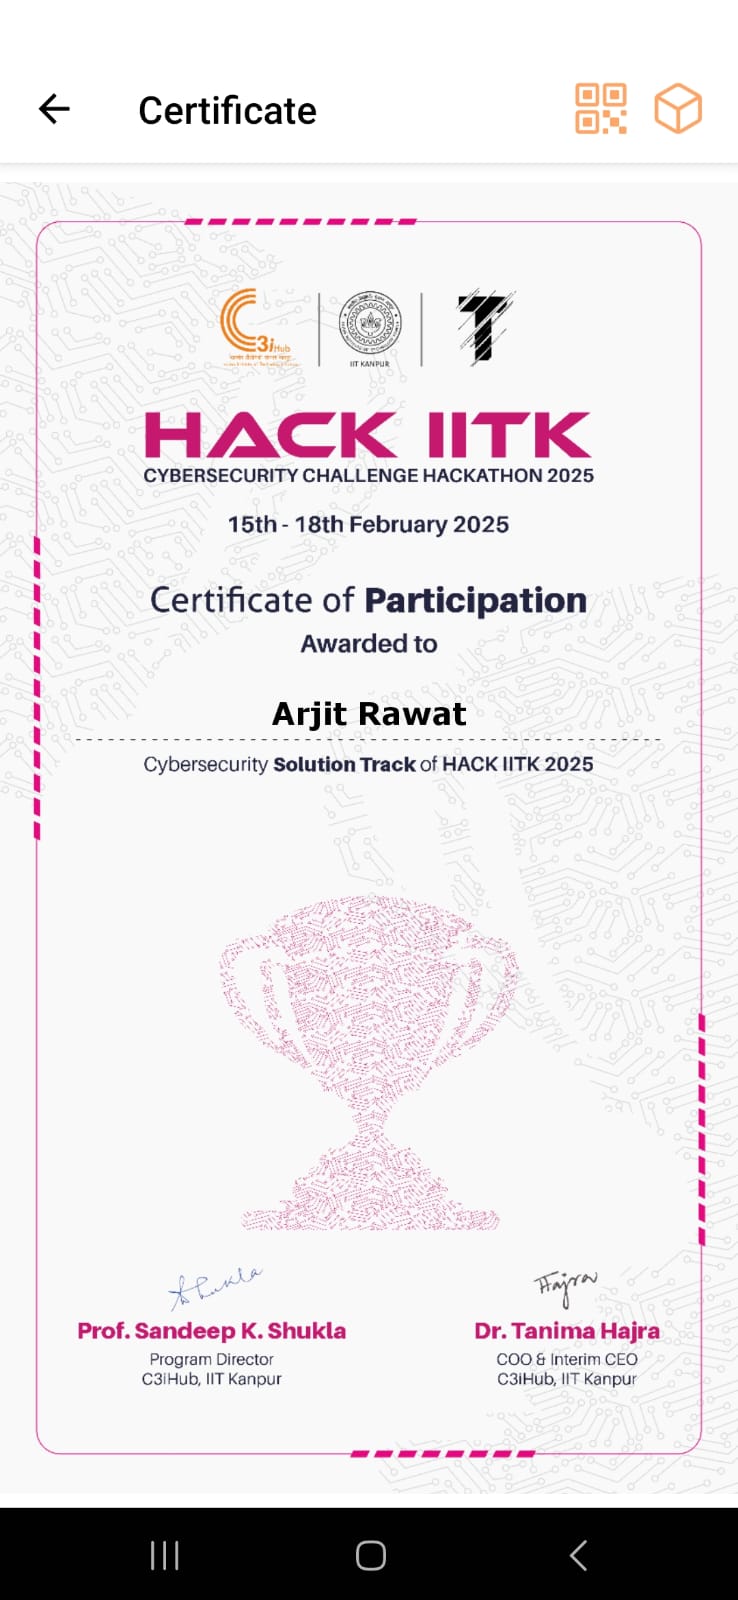 Certificate
C3iHub
IIT KANPUR
T
HACK IITK
CYBERSECURITY CHALLENGE HACKATHON 2025
15th - 18th February 2025
Certificate of Participation
Awarded to
Arjit Rawat
Cybersecurity Solution Track of HACK IITK 2025
Shukla
Hajra
Prof. Sandeep K. Shukla
Dr. Tanima Hajra
Program Director
COO & Interim CEO
C3iHub, IIT Kanpur
C3iHub, IIT Kanpur